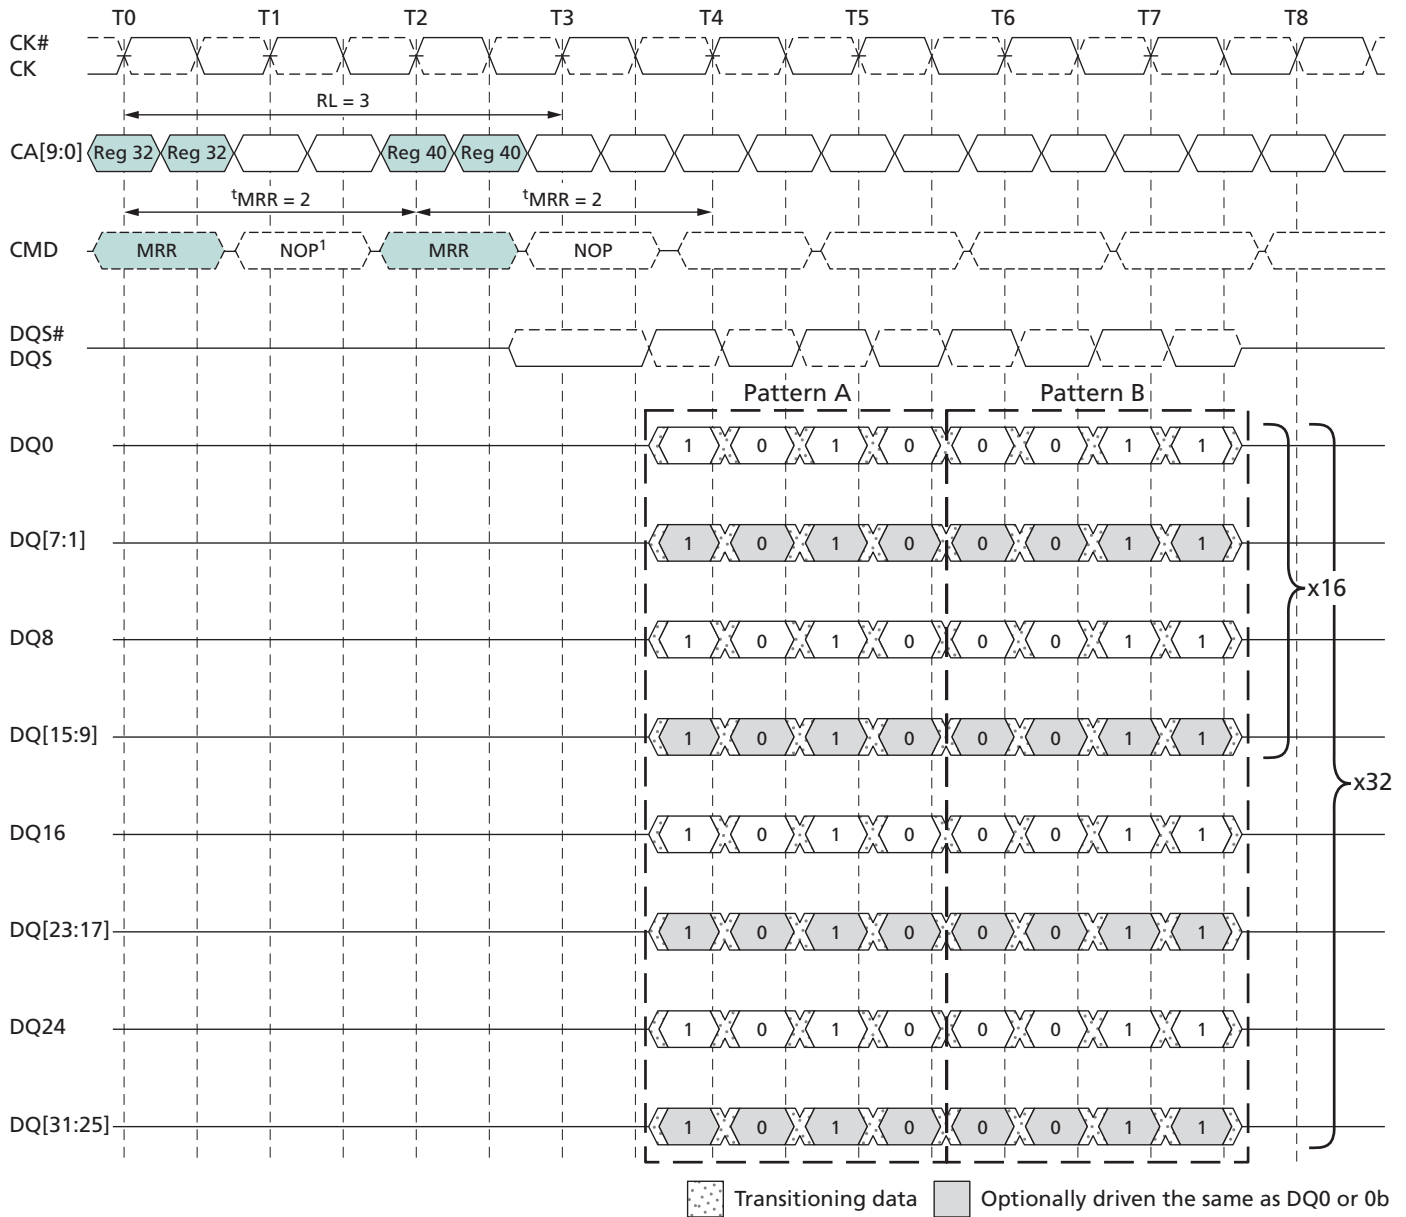 T0 T1 T2 T3 T4 T5 T6 T7 T8
CK#
CK
RL = 3
CA[9:0] Reg 32 Reg 32 Reg 40 Reg 40
tMRR = 2 tMRR = 2
CMD MRR NOP1 MRR NOP
DQS#
DQS
Pattern A Pattern B
DQ0 1 0 1 0 0 0 1 1
DQ[7:1] 1 0 1 0 0 0 1 1
x16
DQ8 1 0 1 0 0 0 1 1
DQ[15:9] 1 0 1 0 0 0 1 1
x32
DQ16 1 0 1 0 0 0 1 1
DQ[23:17] 1 0 1 0 0 0 1 1
DQ24 1 0 1 0 0 0 1 1
DQ[31:25] 1 0 1 0 0 0 1 1
Transitioning data Optionally driven the same as DQ0 or 0b